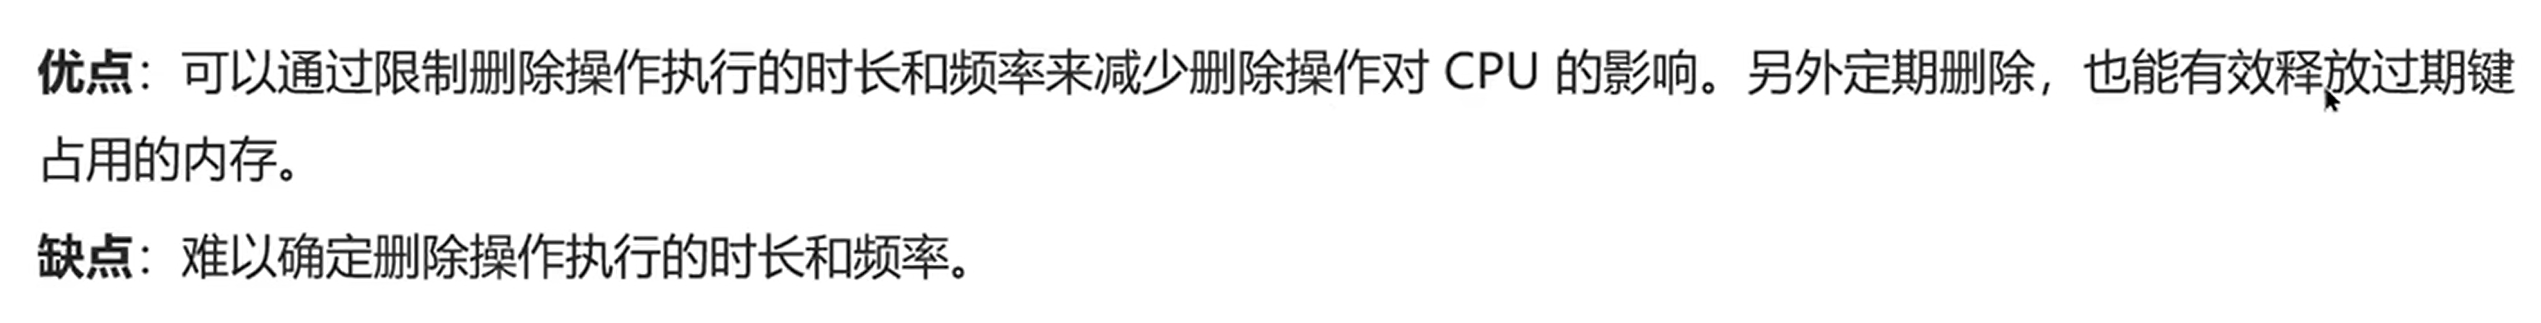 优点：可以通过限制删除操作执行的时长和频率来减少删除操作对 CPU 的影响。另外定期删除，也能有效释放过期键
占用的内存。
缺点：难以确定删除操作执行的时长和频率。